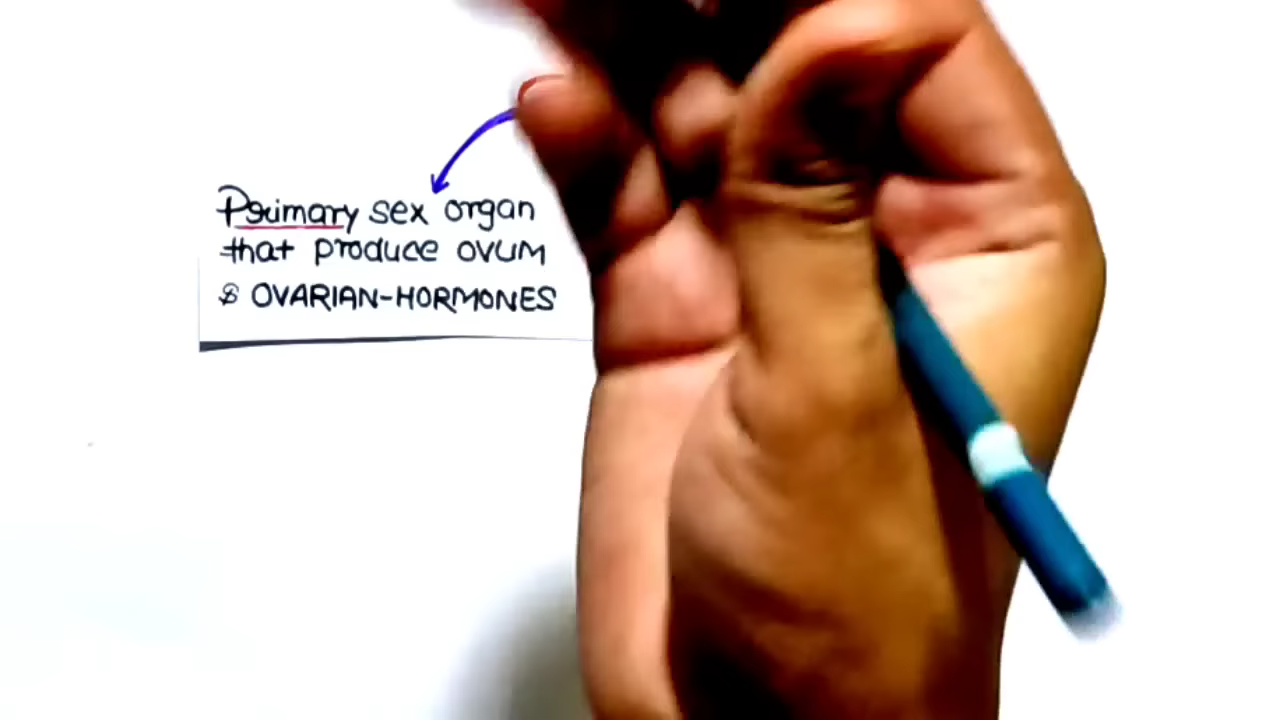 Primary sex organ
that produce OVUM
& OVARIAN-HORMONES